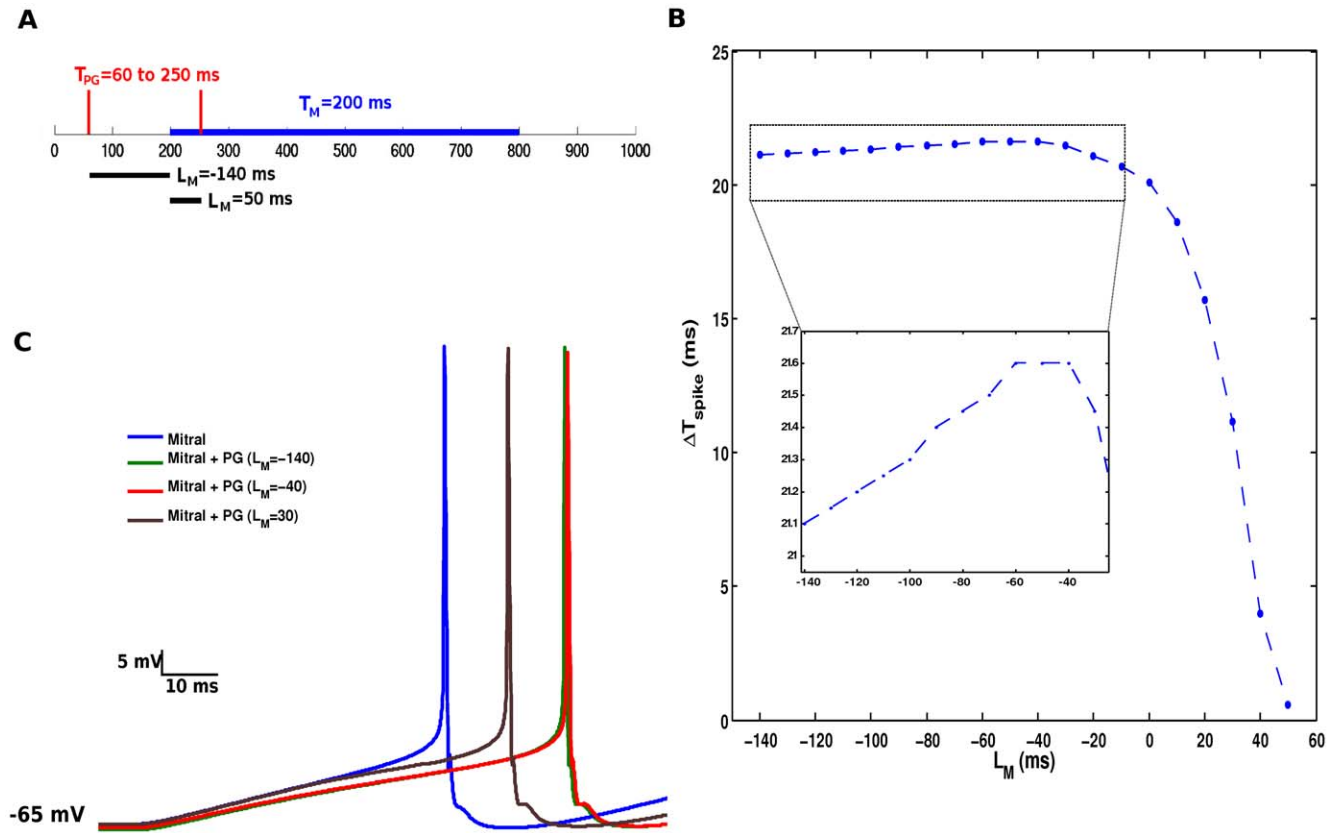 A
T_PG=60 to 250 ms
T_M=200 ms
0 100 200 300 400 500 600 700 800 900 1000
L_M=-140 ms
L_M=50 ms
B
25
20
15
10
5
0
ΔT_spike (ms)
-140 -120 -100 -80 -60 -40 -20 0 20 40 60
L_M (ms)
21.7
21.6
21.5
21.4
21.3
21.2
21.1
21
-140 -120 -100 -80 -60 -40
C
Mitral
Mitral + PG (L_M=-140)
Mitral + PG (L_M=-40)
Mitral + PG (L_M=30)
5 mV
10 ms
-65 mV